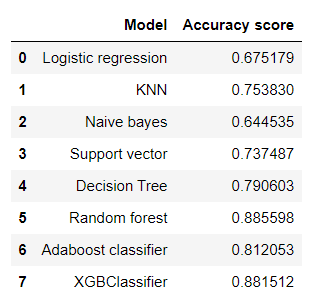 Model Accuracy score
0 Logistic regression 0.675179
1 KNN 0.753830
2 Naive bayes 0.644535
3 Support vector 0.737487
4 Decision Tree 0.790603
5 Random forest 0.885598
6 Adaboost classifier 0.812053
7 XGBClassifier 0.881512